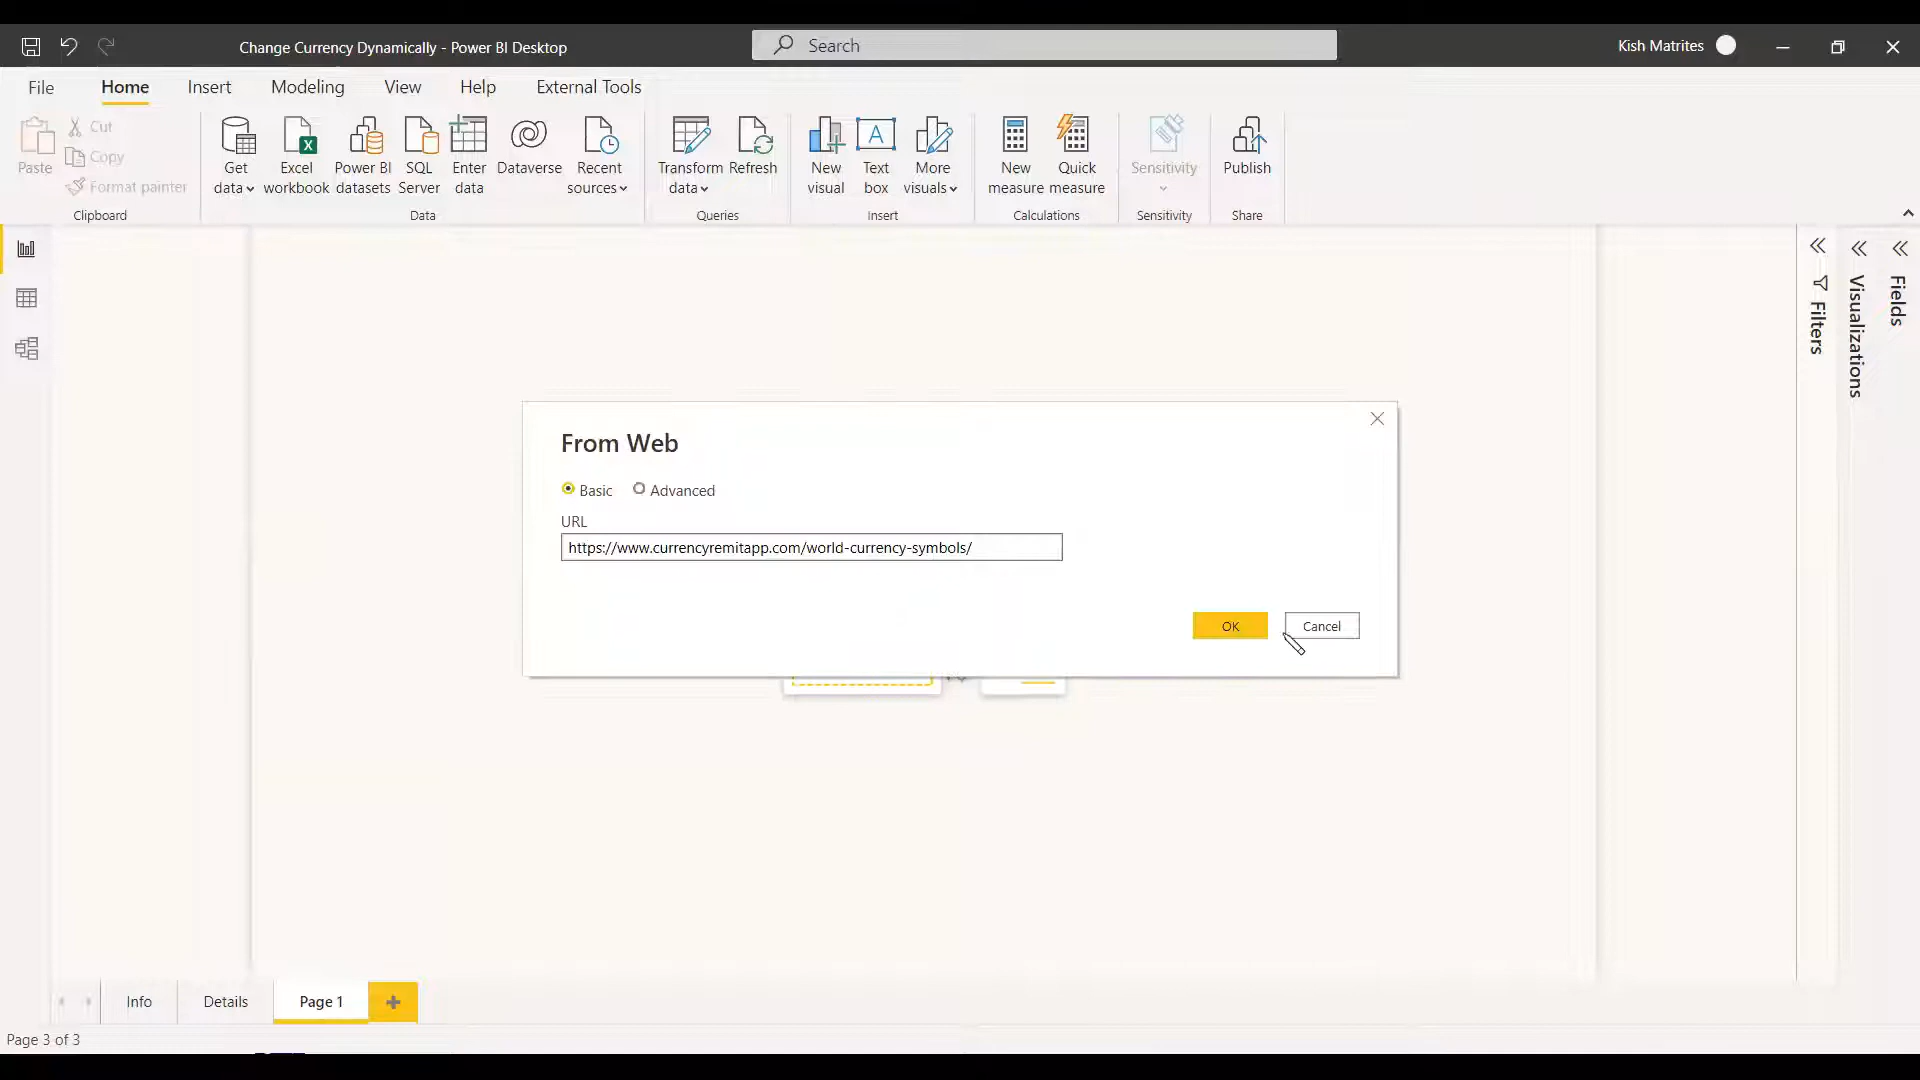 Change Currency Dynamically - Power BI Desktop
Search
Kish Matrites
File Home Insert Modeling View Help External Tools
Paste
Cut
Copy
Format painter
Get data
Excel workbook
Power BI datasets
SQL Server
Enter data
Dataverse
Recent sources
Transform data
Refresh
New visual
Text box
More visuals
New measure
Quick measure
Sensitivity
Publish
Clipboard Data Queries Insert Calculations Sensitivity Share
Filters
Visualizations
Fields
From Web
Basic Advanced
URL
https://www.currencyremitapp.com/world-currency-symbols/
OK Cancel
Info Details Page 1
Page 3 of 3